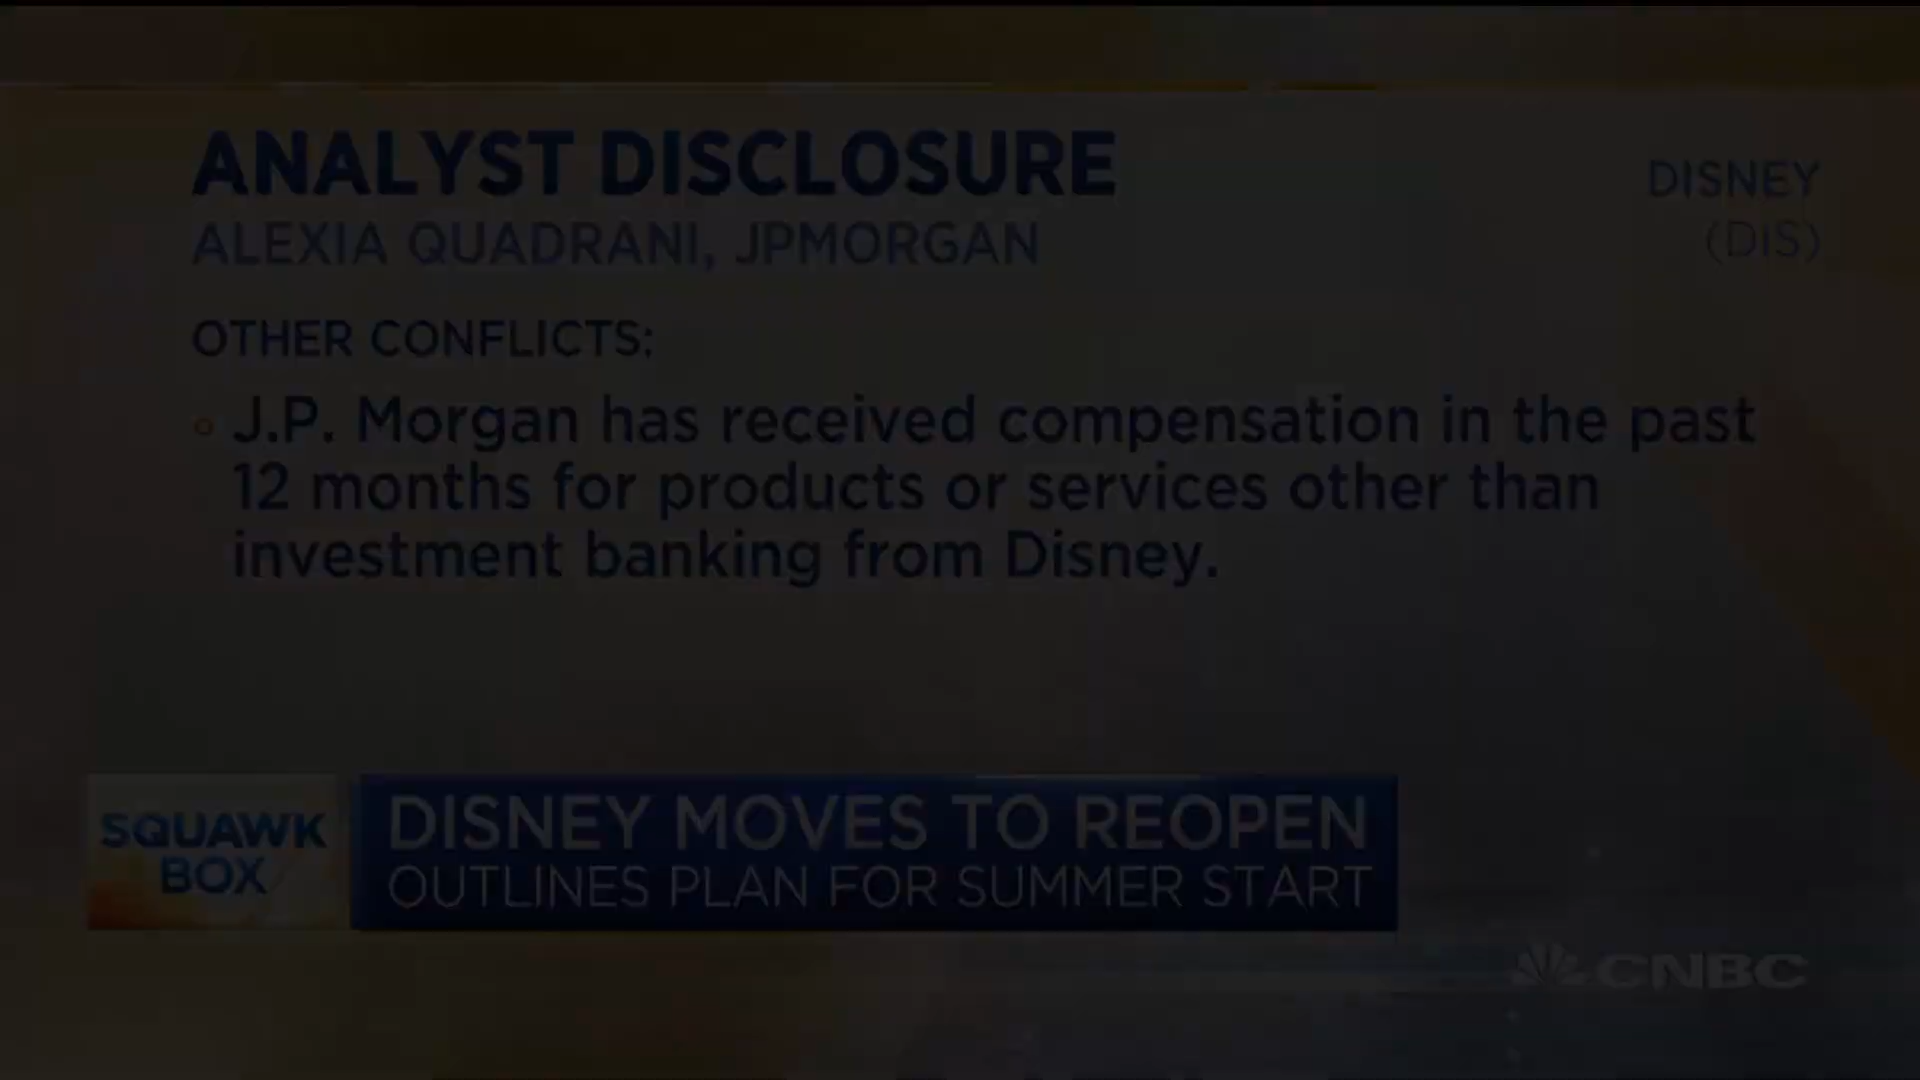 ANALYST DISCLOSURE
ALEXIA QUADRANI, JPMORGAN
DISNEY
(DIS)
OTHER CONFLICTS:
J.P. Morgan has received compensation in the past
12 months for products or services other than
investment banking from Disney.
SQUAWK
BOX
DISNEY MOVES TO REOPEN
OUTLINES PLAN FOR SUMMER START
CNBC